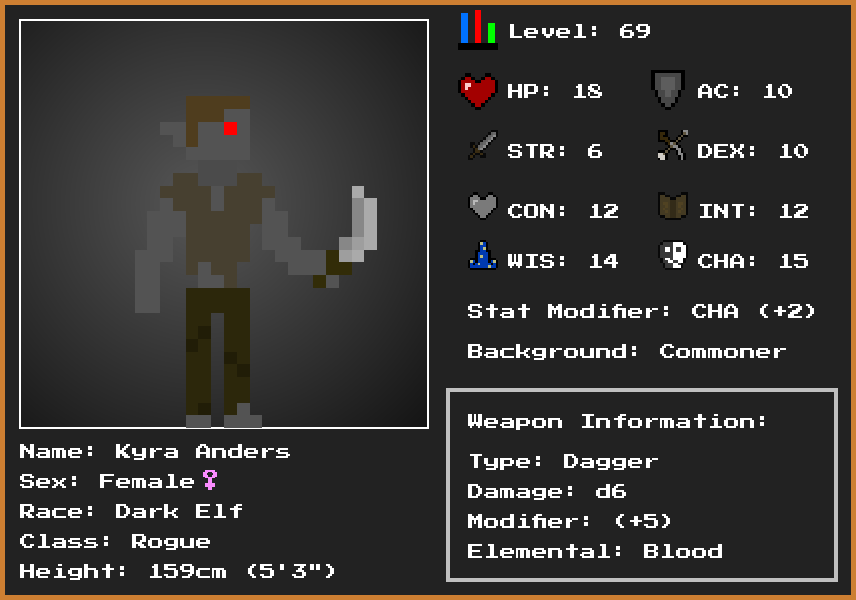 Level: 69
HP: 18
AC: 10
STR: 6
DEX: 10
CON: 12
INT: 12
WIS: 14
CHA: 15
Stat Modifier: CHA (+2)
Background: Commoner
Name: Kyra Anders
Sex: Female♀
Race: Dark Elf
Class: Rogue
Height: 159cm (5'3")
Weapon Information:
Type: Dagger
Damage: d6
Modifier: (+5)
Elemental: Blood